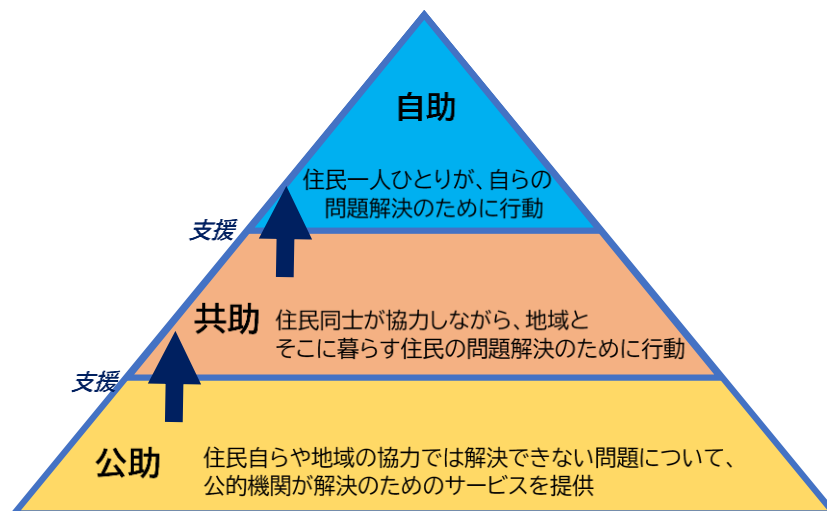 自助
住民一人ひとりが、自らの
問題解決のために行動
支援
共助
住民同士が協力しながら、地域と
そこに暮らす住民の問題解決のために行動
支援
公助
住民自らや地域の協力では解決できない問題について、
公的機関が解決のためのサービスを提供